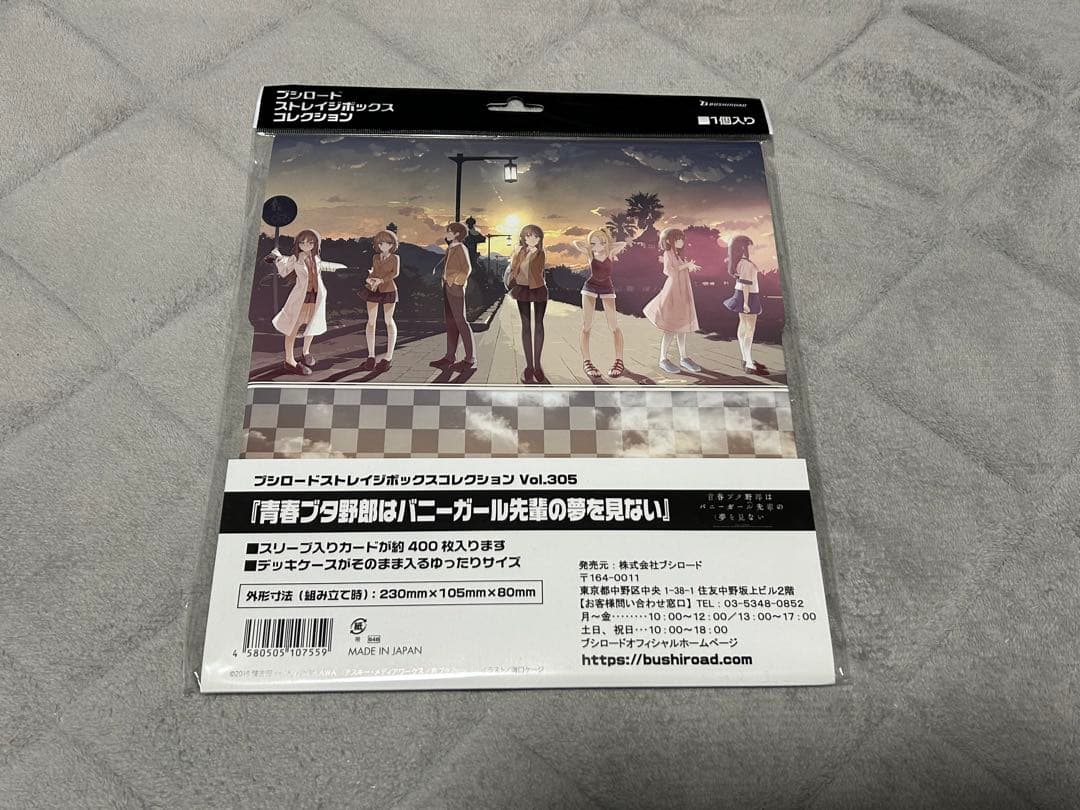 ブシロード
ストレイジボックス
コレクション
BUSHIROAD
■1個入り
ブシロードストレイジボックスコレクション Vol.305
『青春ブタ野郎はバニーガール先輩の夢を見ない』
青春ブタ野郎は
バニーガール先輩の
夢を見ない
■スリーブ入りカードが約400枚入ります
■デッキケースがそのまま入るゆったりサイズ
外形寸法（組み立て時）：230mm×105mm×80mm
4 580505 107559
紙
MADE IN JAPAN
発売元：株式会社ブシロード
〒164-0011
東京都中野区中央1-38-1 住友中野坂上ビル2階
【お客様問い合わせ窓口】TEL：03-5348-0852
月〜金………10：00〜12：00／13：00〜17：00
土日、祝日…10：00〜18：00
ブシロードオフィシャルホームページ
https://bushiroad.com
イラスト／溝口ケージ